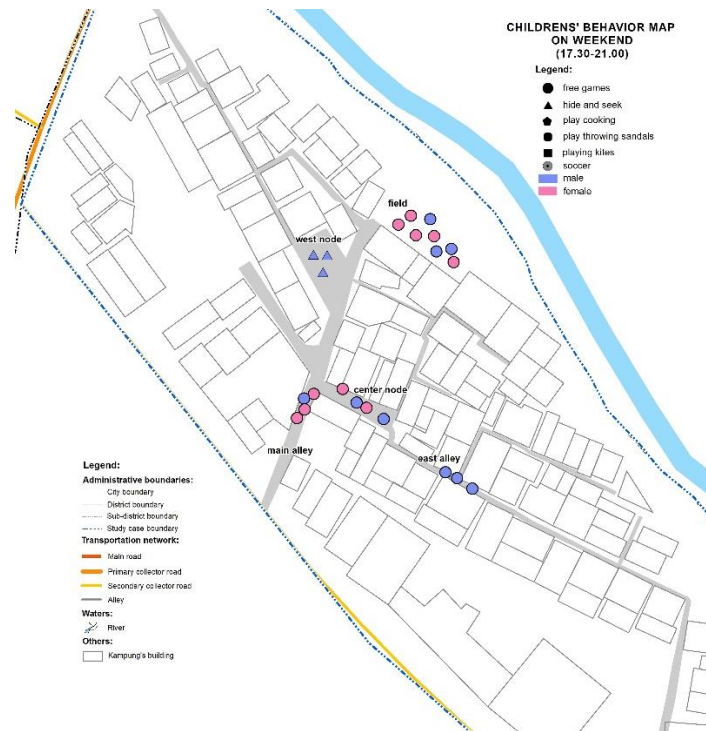 CHILDRENS' BEHAVIOR MAP
ON WEEKEND
(17.30-21.00)
Legend:
free games
hide and seek
play cooking
play throwing sandals
playing kites
soccer
male
female
field
west node
center node
main alley
east alley
Legend:
Administrative boundaries:
City boundary
District boundary
Sub-district boundary
Study case boundary
Transportation network:
Main road
Primary collector road
Secondary collector road
Alley
Waters:
River
Others:
Kampung's building